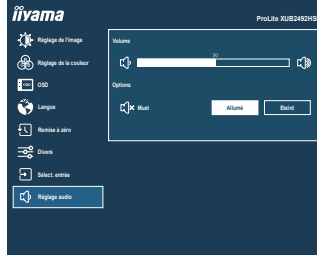 iiyama
ProLite XUB2492HS
Réglage de l'image
Réglage de la couleur
OSD
OSD
Langue
Remise à zéro
Divers
Sélect. entrée
Réglage audio
Volume
50
Options
Muet
Allumé
Eteint